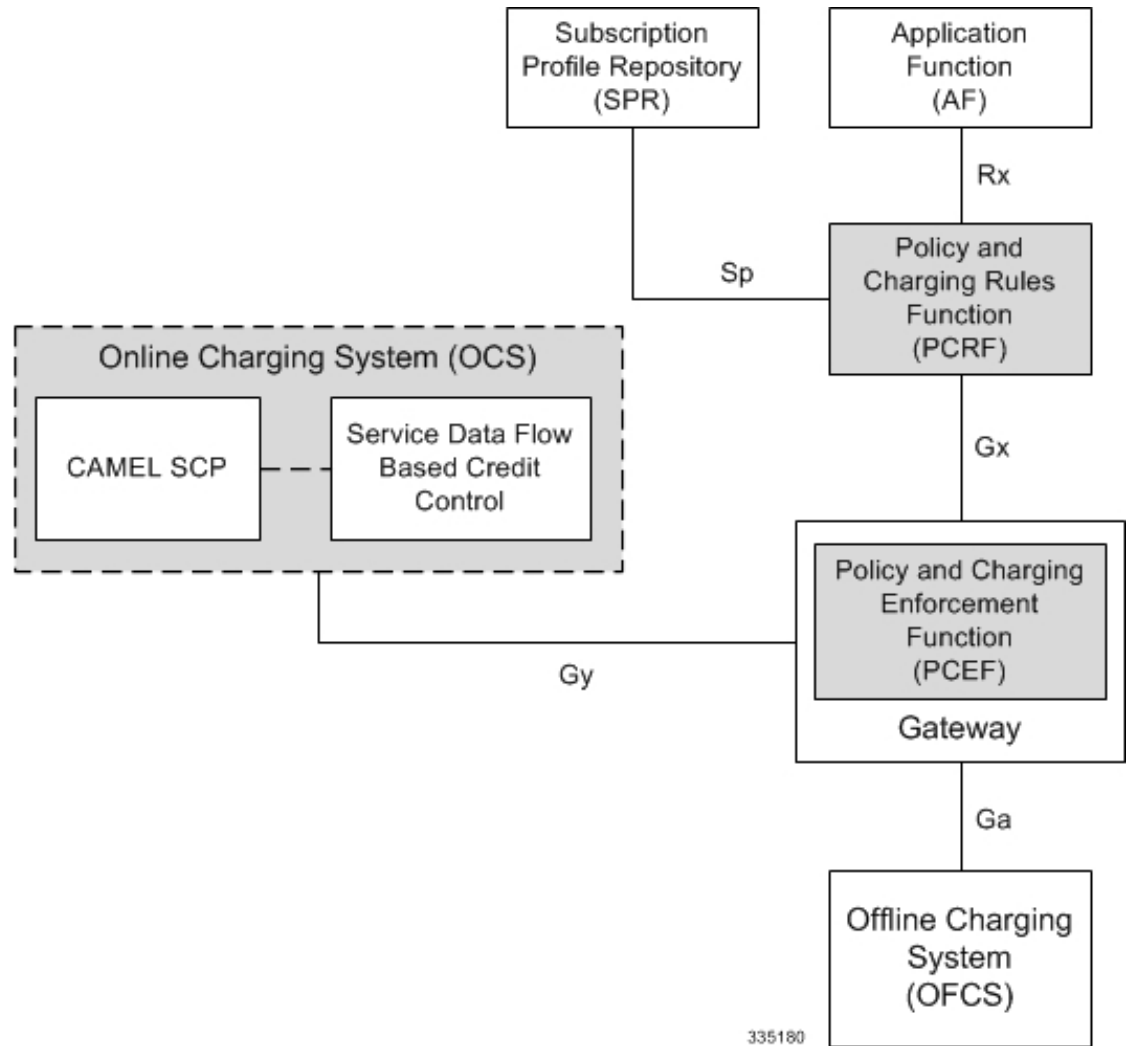 Subscription
Profile Repository
(SPR)
Application
Function
(AF)
Rx
Sp
Policy and
Charging Rules
Function
(PCRF)
Online Charging System (OCS)
CAMEL SCP
Service Data Flow
Based Credit
Control
Gx
Policy and Charging
Enforcement
Function
(PCEF)
Gateway
Gy
Ga
Offline Charging
System
(OFCS)
335180